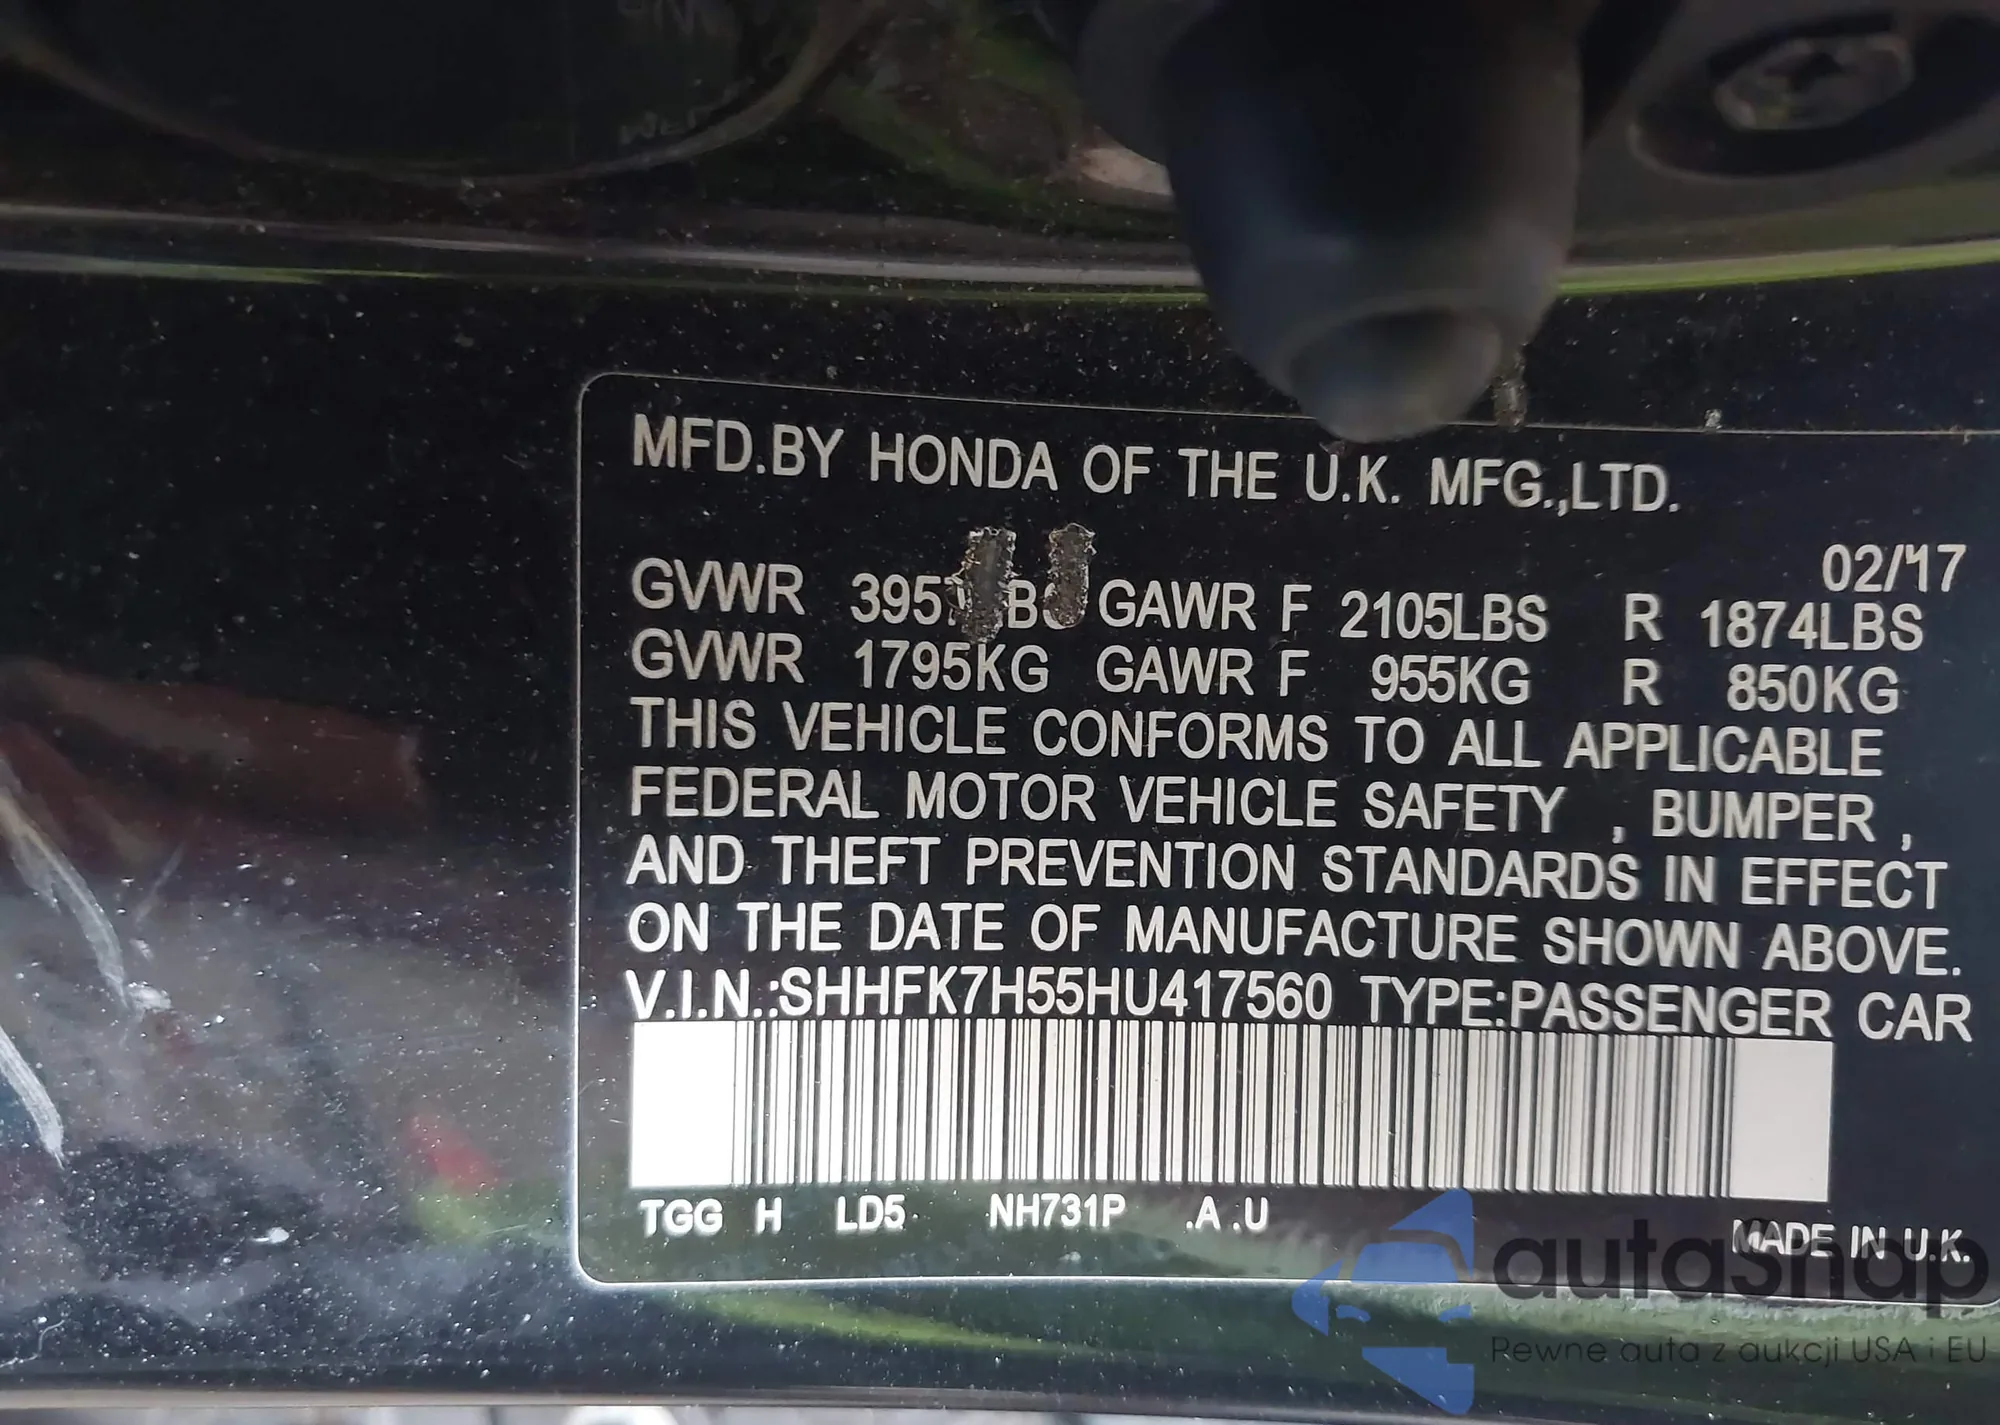 MFD.BY HONDA OF THE U.K. MFG.,LTD.
02/17
GVWR GAWR F 2105LBS R 1874LBS
GVWR 1795KG GAWR F 955KG R 850KG
THIS VEHICLE CONFORMS TO ALL APPLICABLE
FEDERAL MOTOR VEHICLE SAFETY , BUMPER ,
AND THEFT PREVENTION STANDARDS IN EFFECT
ON THE DATE OF MANUFACTURE SHOWN ABOVE.
V.I.N.:SHHFK7H55HU417560 TYPE:PASSENGER CAR
TGG H LD5 NH731P .A .U
MADE IN U.K.
autasnap
Pewne auta z aukcji USA i EU